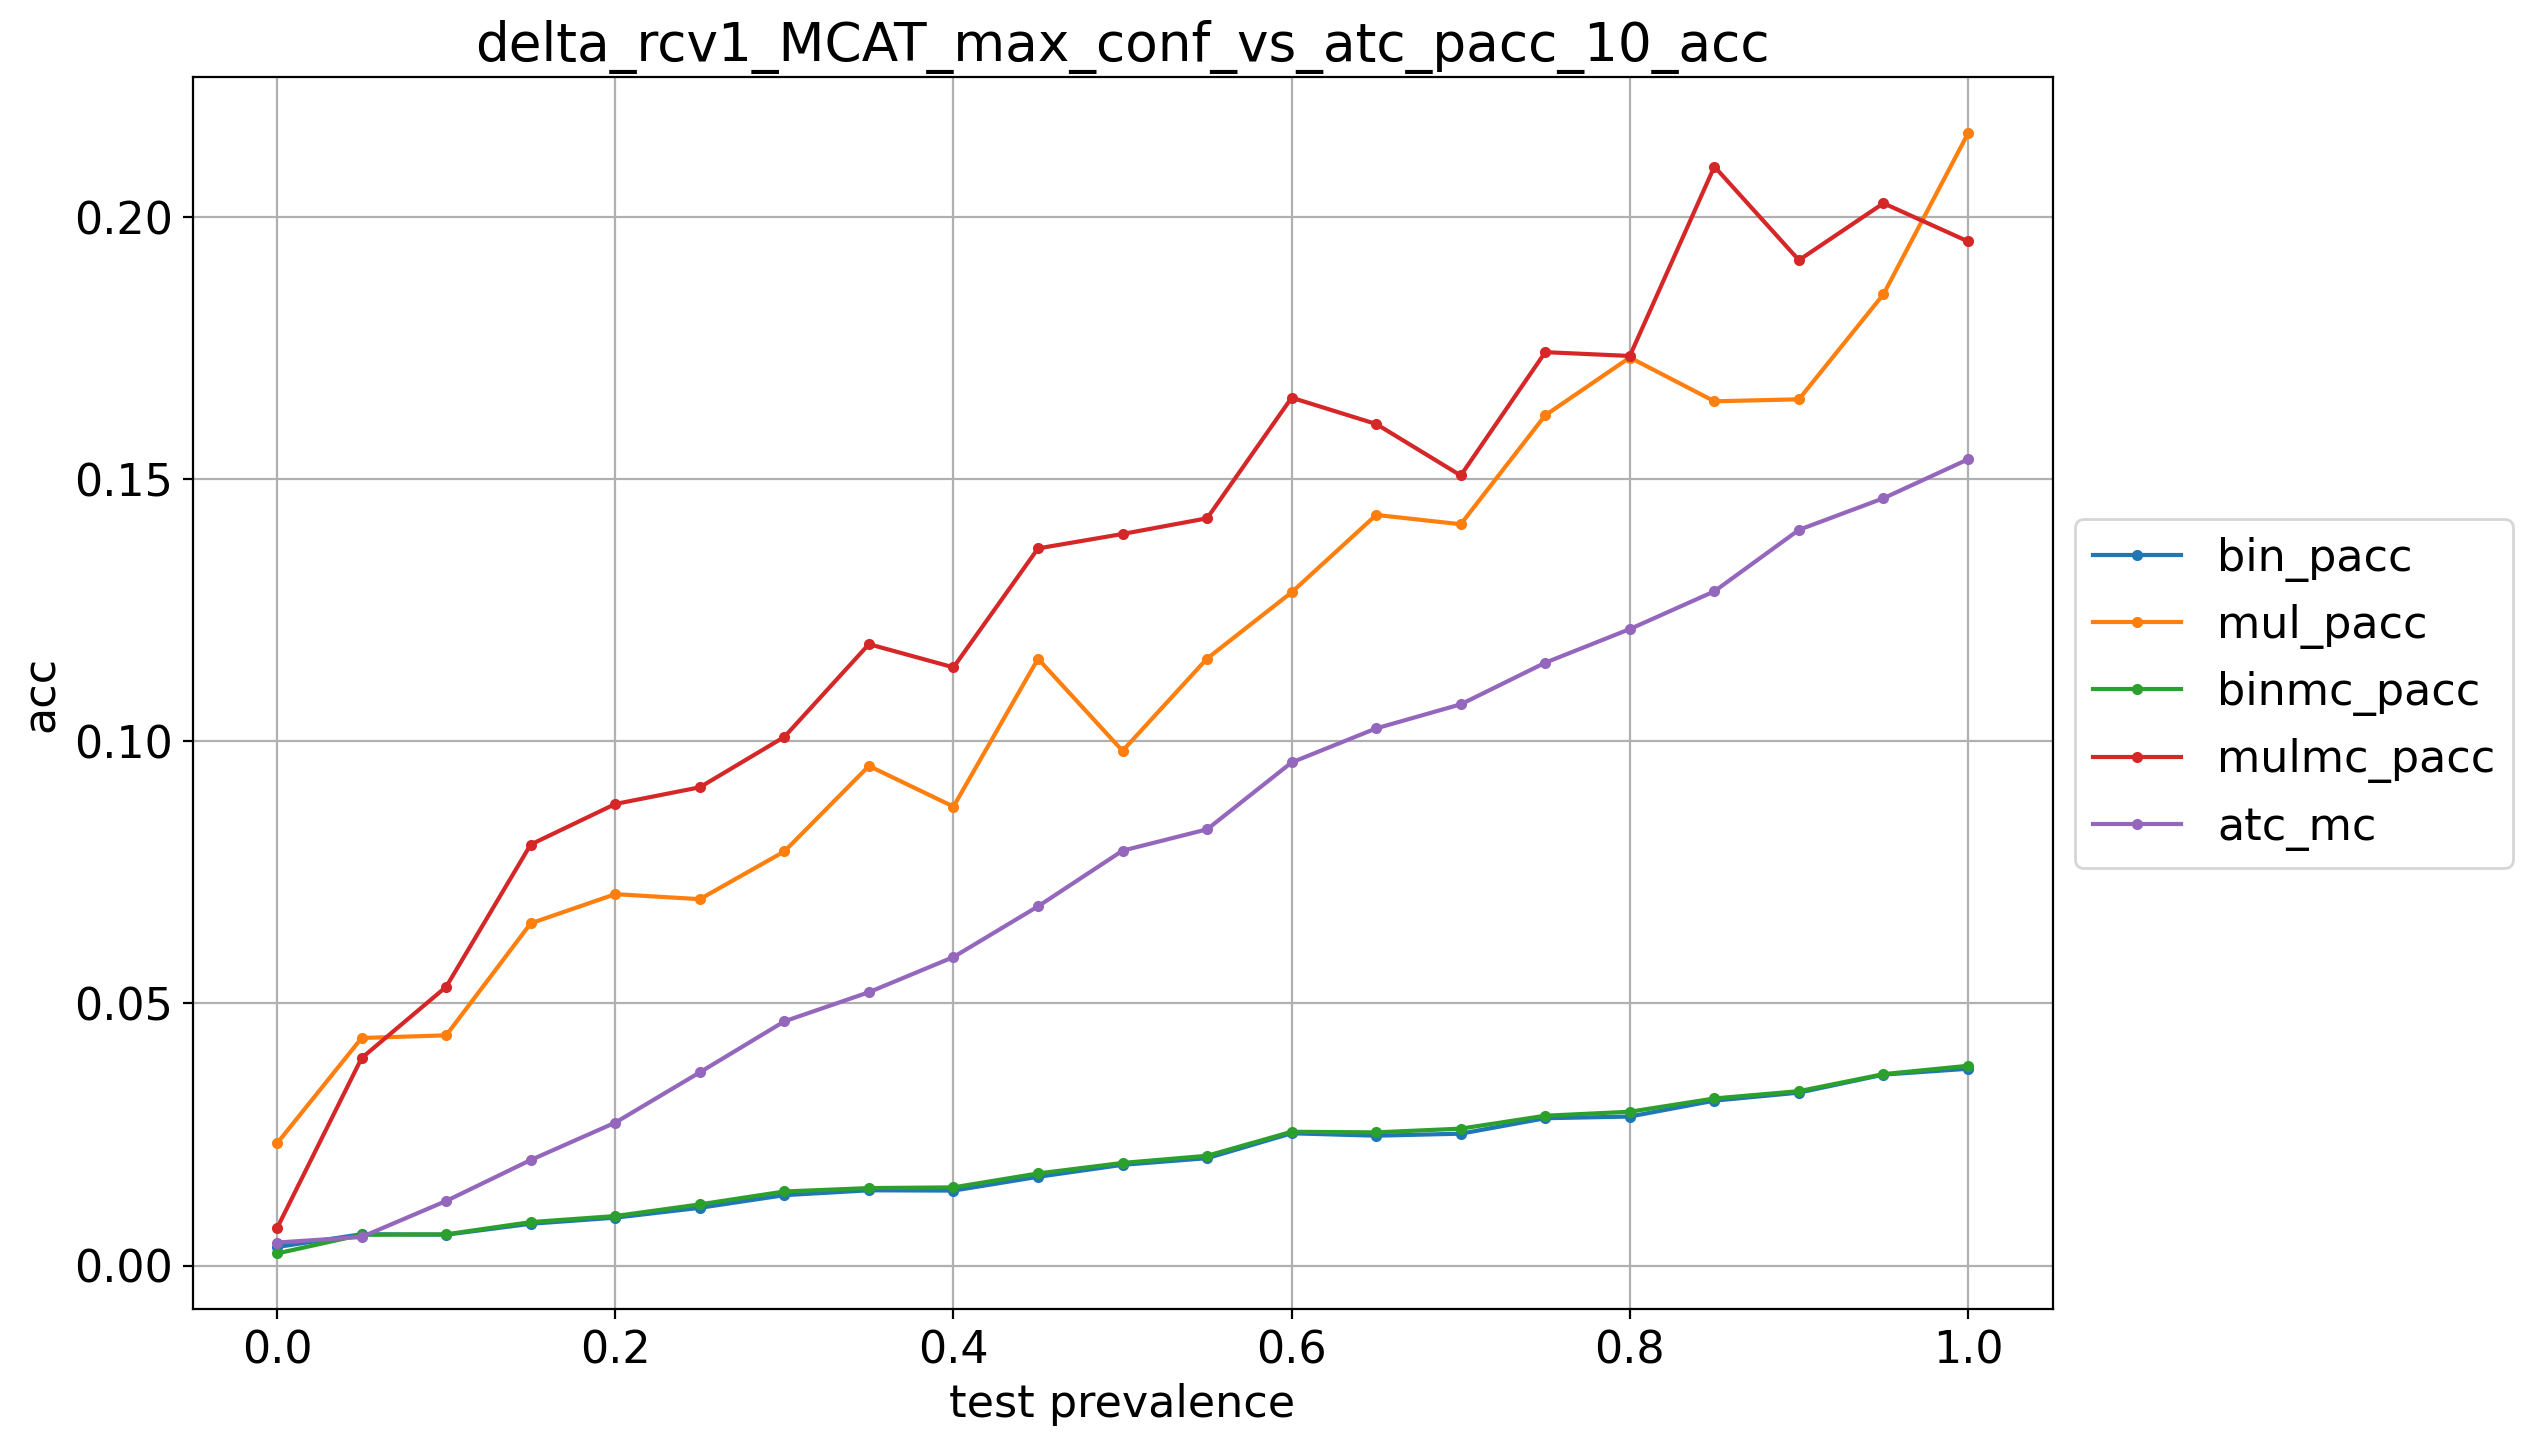 delta_rcv1_MCAT_max_conf_vs_atc_pacc_10_acc
0.20
0.15
0.10
0.05
0.00
acc
0.0 0.2 0.4 0.6 0.8 1.0
test prevalence
bin_pacc
mul_pacc
binmc_pacc
mulmc_pacc
atc_mc